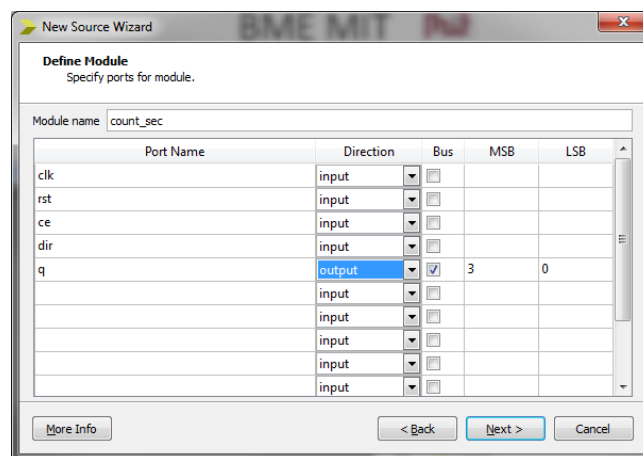 New Source Wizard
BME MIT
x
Define Module
Specify ports for module.
Module name count_sec
Port Name Direction Bus MSB LSB
clk input
rst input
ce input
dir input
q output 3 0
input
input
input
input
input
More Info < Back Next > Cancel